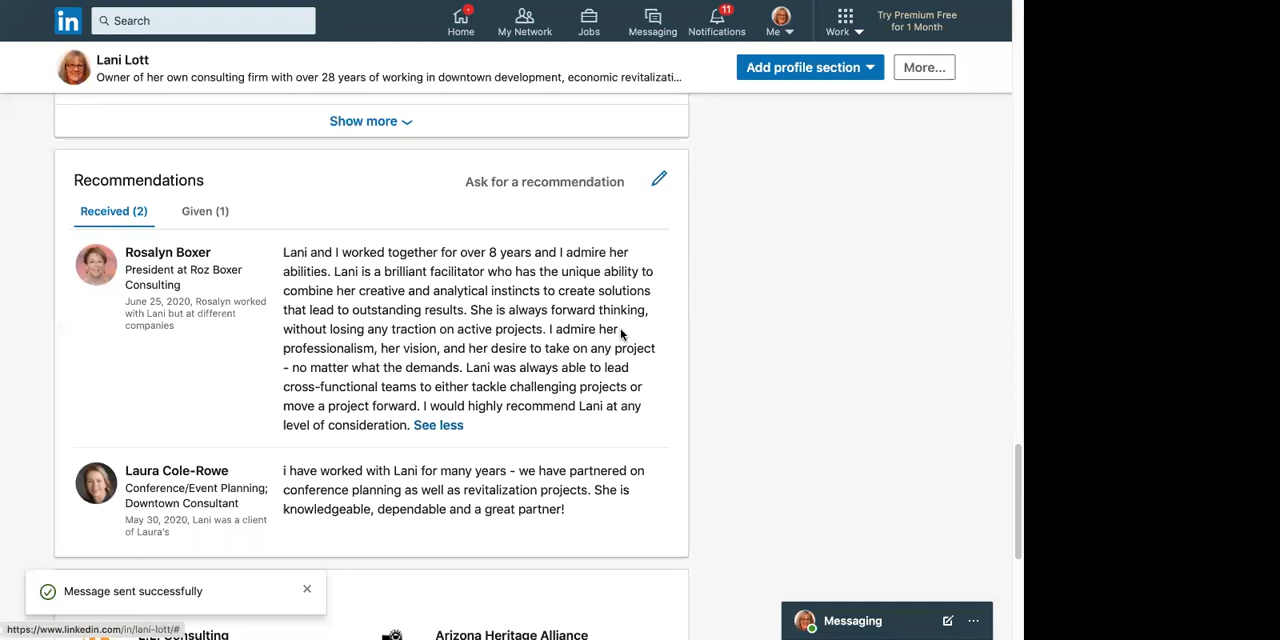 in
Search
Home
My Network
Jobs
Messaging
11
Notifications
Me
Work
Try Premium Free
for 1 Month
Lani Lott
Owner of her own consulting firm with over 28 years of working in downtown development, economic revitalizati...
Add profile section
More...
Show more
Recommendations
Ask for a recommendation
Received (2)
Given (1)
Rosalyn Boxer
President at Roz Boxer
Consulting
June 25, 2020, Rosalyn worked
with Lani but at different
companies
Lani and I worked together for over 8 years and I admire her
abilities. Lani is a brilliant facilitator who has the unique ability to
combine her creative and analytical instincts to create solutions
that lead to outstanding results. She is always forward thinking,
without losing any traction on active projects. I admire her
professionalism, her vision, and her desire to take on any project
- no matter what the demands. Lani was always able to lead
cross-functional teams to either tackle challenging projects or
move a project forward. I would highly recommend Lani at any
level of consideration. See less
Laura Cole-Rowe
Conference/Event Planning;
Downtown Consultant
May 30, 2020, Lani was a client
of Laura's
i have worked with Lani for many years - we have partnered on
conference planning as well as revitalization projects. She is
knowledgeable, dependable and a great partner!
Message sent successfully
https://www.linkedin.com/in/lani-lott/#
Consulting
Arizona Heritage Alliance
Messaging